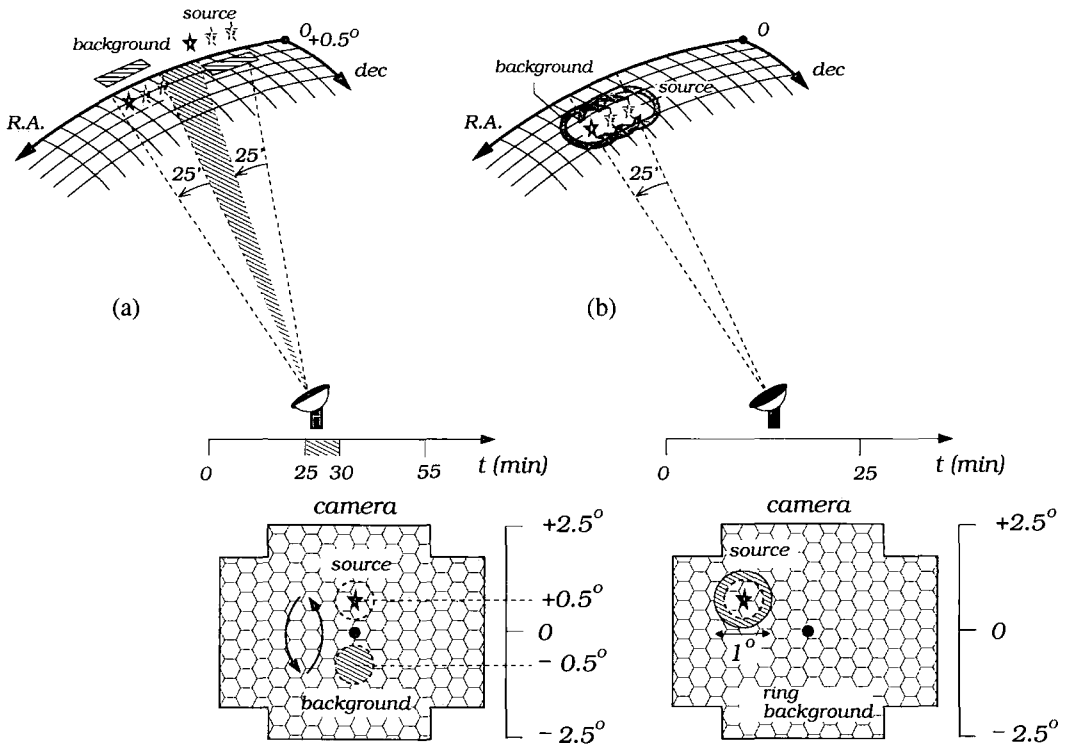 source
0
+0.5°
background
dec
R.A.
25'
25'
(a)
0
25
30
55
t (min)
camera
+2.5°
source
+0.5°
0
- 0.5°
background
- 2.5°
0
background
dec
source
R.A.
25'
(b)
0
25
t (min)
camera
+2.5°
source
0
1°
ring
background
- 2.5°